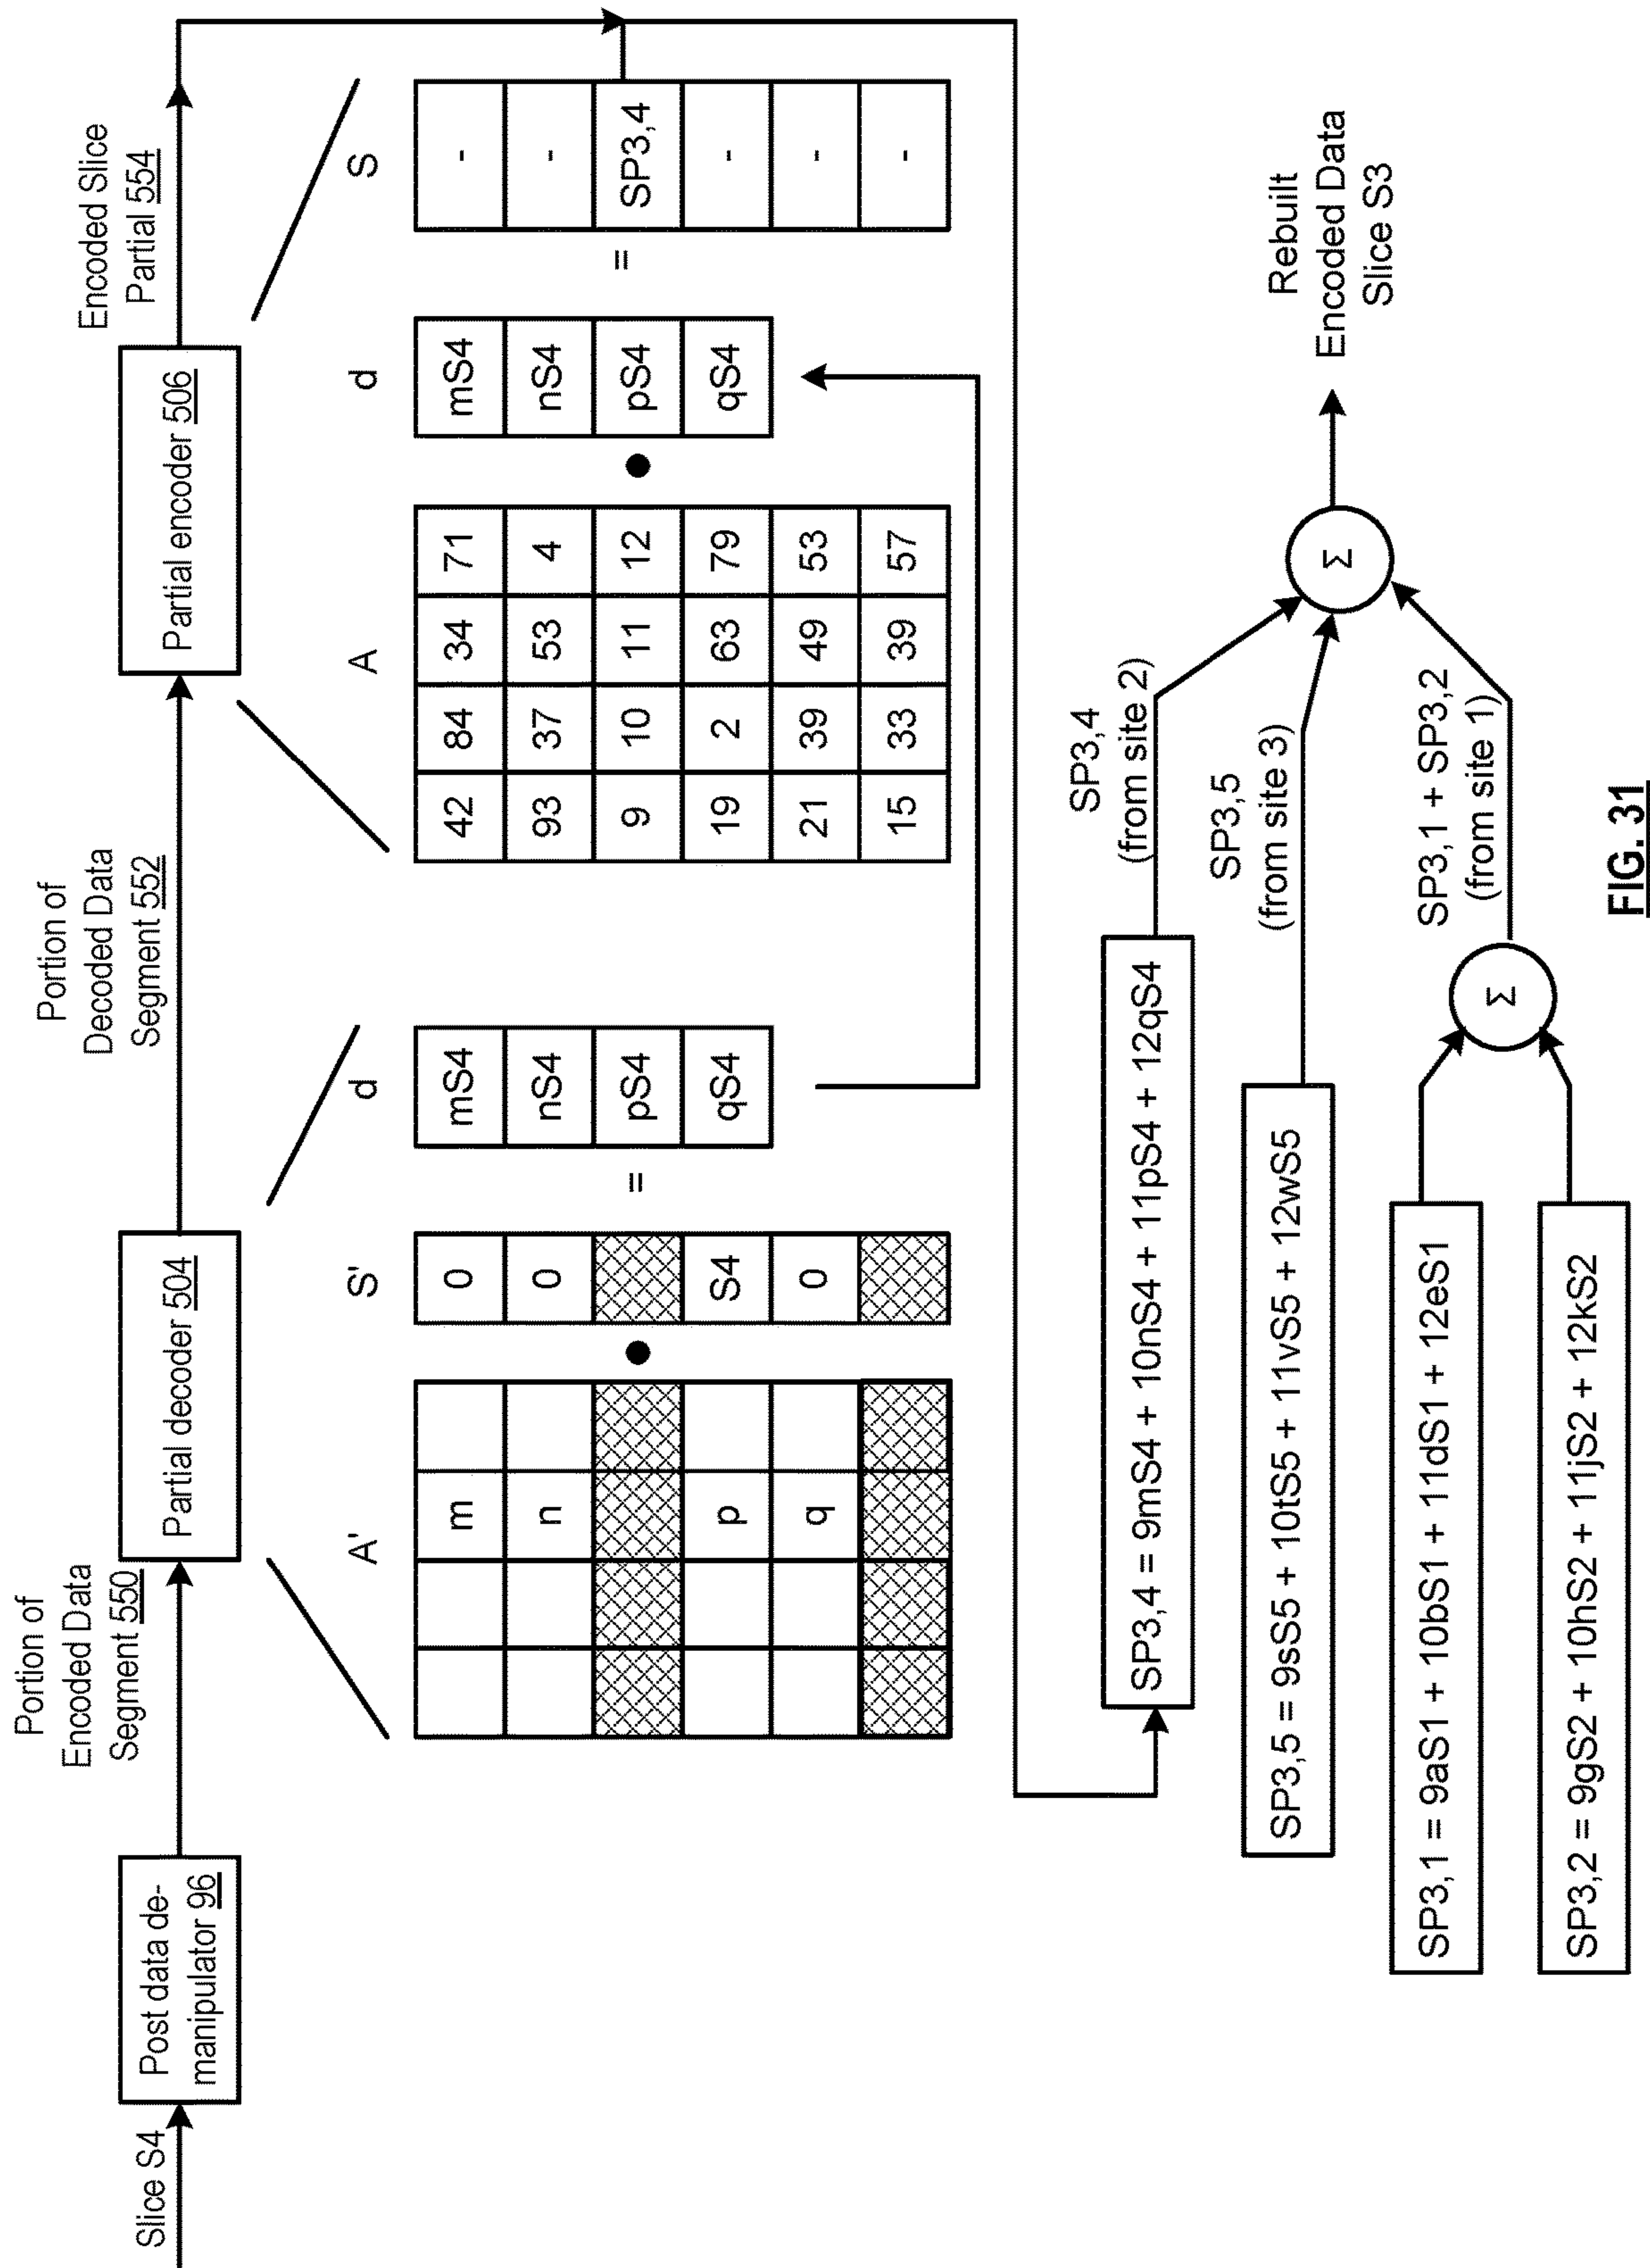 Slice S4
Post data de-
manipulator 96
Portion of
Encoded Data
Segment 550
Partial decoder 504
Portion of
Decoded Data
Segment 552
Partial encoder 506
Encoded Slice
Partial 554
A'
m
n
p
q
S'
0
0
S4
0
=
d
mS4
nS4
pS4
qS4
A
42 84 34 71
93 37 53 4
9 10 11 12
19 2 63 79
21 39 49 53
15 33 39 57
d
mS4
nS4
pS4
qS4
=
S
-
-
SP3,4
-
-
-
SP3,4 = 9mS4 + 10nS4 + 11pS4 + 12qS4
SP3,4
(from site 2)
SP3,5 = 9sS5 + 10tS5 + 11vS5 + 12wS5
SP3,5
(from site 3)
SP3,1 = 9aS1 + 10bS1 + 11dS1 + 12eS1
SP3,2 = 9gS2 + 10hS2 + 11jS2 + 12kS2
Σ
SP3,1 + SP3,2
(from site 1)
Σ
Rebuilt
Encoded Data
Slice S3
FIG. 31